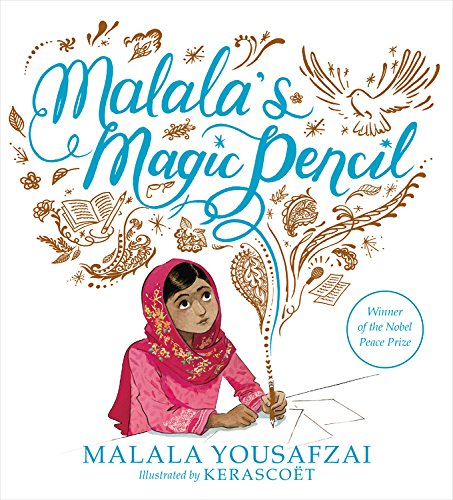 Malala's
Magic Pencil
Winner
of the Nobel
Peace Prize
MALALA YOUSAFZAI
Illustrated by KERASCOËT